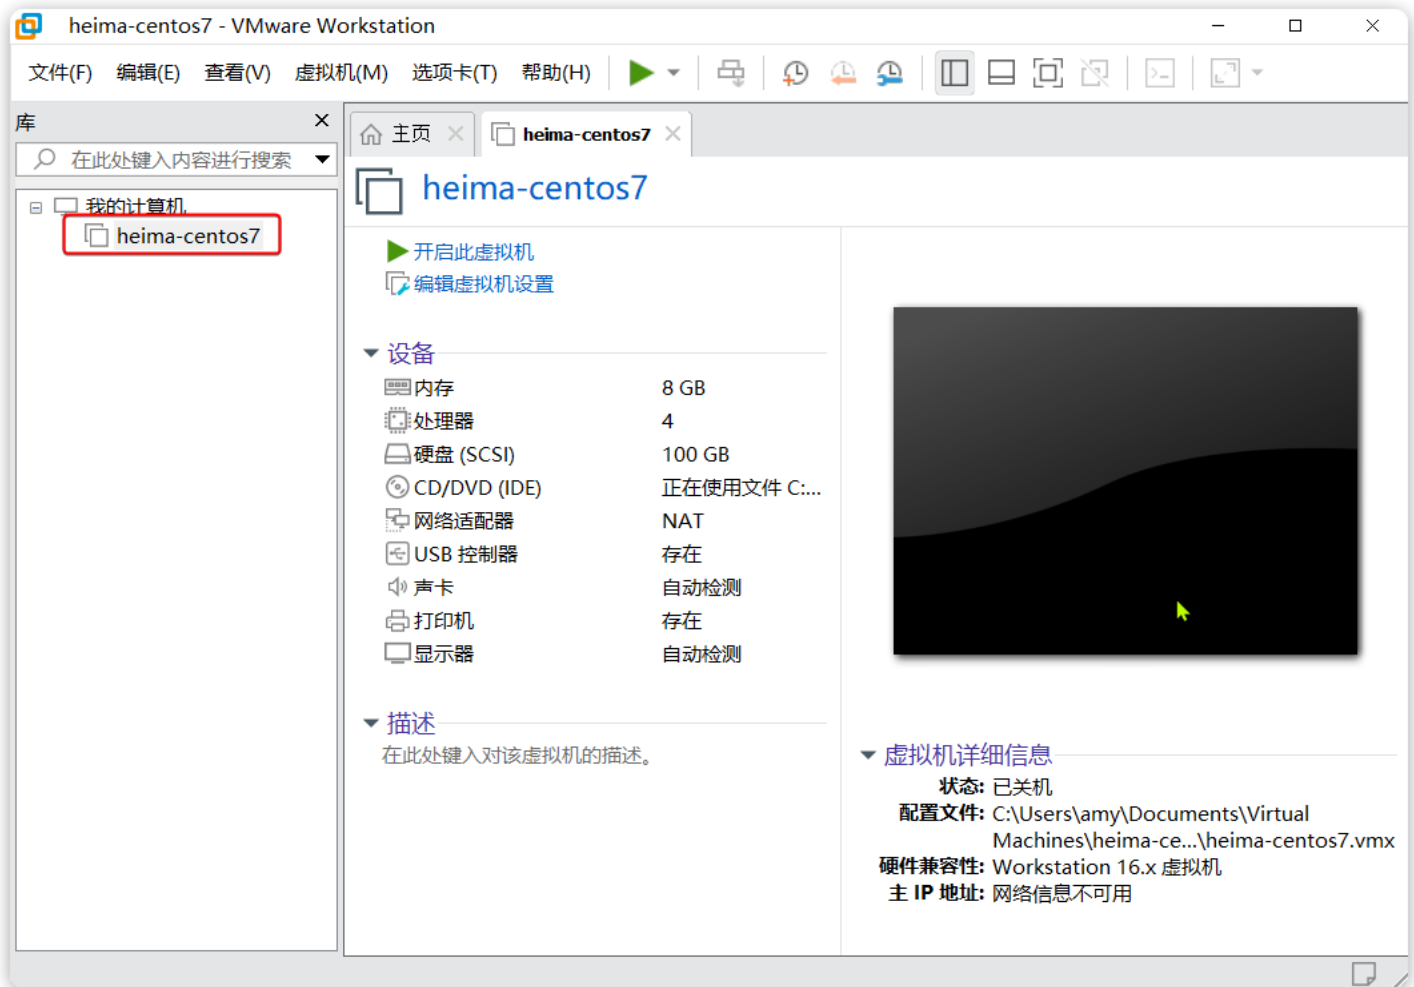 heima-centos7 - VMware Workstation
文件(F) 编辑(E) 查看(V) 虚拟机(M) 选项卡(T) 帮助(H)
库
在此处键入内容进行搜索
我的计算机
heima-centos7
主页 heima-centos7
heima-centos7
开启此虚拟机
编辑虚拟机设置
设备
内存 8 GB
处理器 4
硬盘 (SCSI) 100 GB
CD/DVD (IDE) 正在使用文件 C:...
网络适配器 NAT
USB 控制器 存在
声卡 自动检测
打印机 存在
显示器 自动检测
描述
在此处键入对该虚拟机的描述。
虚拟机详细信息
状态: 已关机
配置文件: C:\Users\amy\Documents\Virtual
Machines\heima-ce...\heima-centos7.vmx
硬件兼容性: Workstation 16.x 虚拟机
主 IP 地址: 网络信息不可用